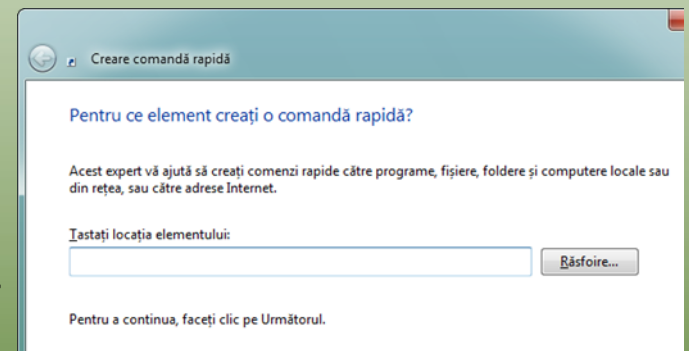 Creare comandă rapidă
Pentru ce element creați o comandă rapidă?
Acest expert vă ajută să creați comenzi rapide către programe, fișiere, foldere și computere locale sau
din rețea, sau către adrese Internet.
Tastați locația elementului:
Răsfoire...
Pentru a continua, faceți clic pe Următorul.